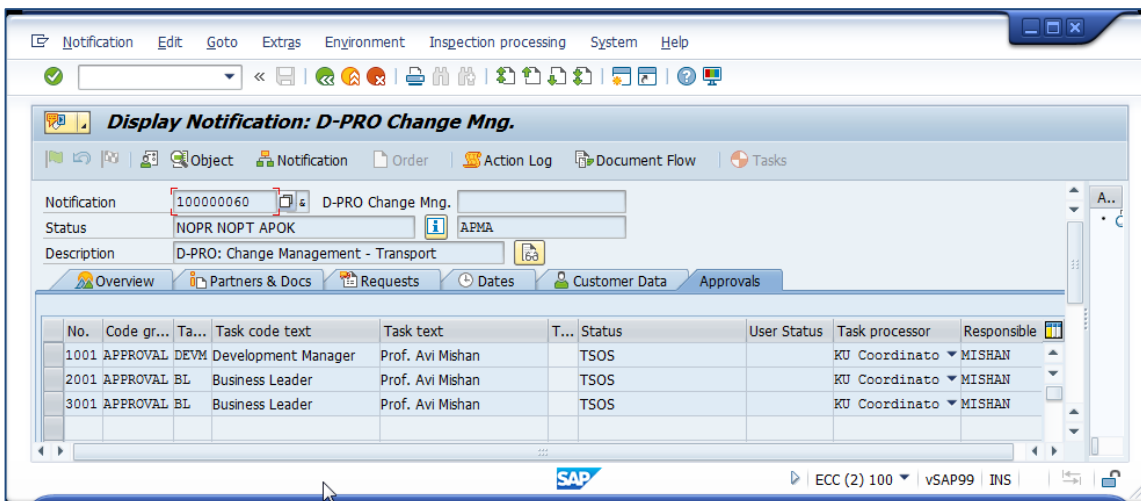 Notification Edit Goto Extras Environment Inspection processing System Help
Display Notification: D-PRO Change Mng.
Object Notification Order Action Log Document Flow Tasks
Notification 100000060 & D-PRO Change Mng. A..
Status NOPR NOPT APOK APMA
Description D-PRO: Change Management - Transport
Overview Partners & Docs Requests Dates Customer Data Approvals
No. Code gr... Ta... Task code text Task text T... Status User Status Task processor Responsible
1001 APPROVAL DEVM Development Manager Prof. Avi Mishan TSOS KU Coordinato MISHAN
2001 APPROVAL BL Business Leader Prof. Avi Mishan TSOS KU Coordinato MISHAN
3001 APPROVAL BL Business Leader Prof. Avi Mishan TSOS KU Coordinato MISHAN
SAP ECC (2) 100 vSAP99 INS